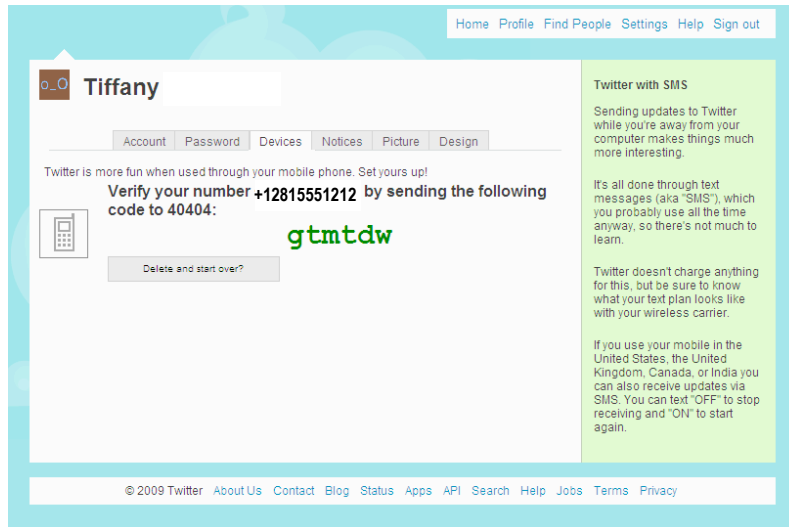 Home Profile Find People Settings Help Sign out
o_O
Tiffany
Account Password Devices Notices Picture Design
Twitter is more fun when used through your mobile phone. Set yours up!
Verify your number +12815551212 by sending the following
code to 40404:
gtmtdw
Delete and start over?
Twitter with SMS
Sending updates to Twitter
while you're away from your
computer makes things much
more interesting.
It's all done through text
messages (aka "SMS"), which
you probably use all the time
anyway, so there's not much to
learn.
Twitter doesn't charge anything
for this, but be sure to know
what your text plan looks like
with your wireless carrier.
If you use your mobile in the
United States, the United
Kingdom, Canada, or India you
can also receive updates via
SMS. You can text "OFF" to stop
receiving and "ON" to start
again.
© 2009 Twitter About Us Contact Blog Status Apps API Search Help Jobs Terms Privacy